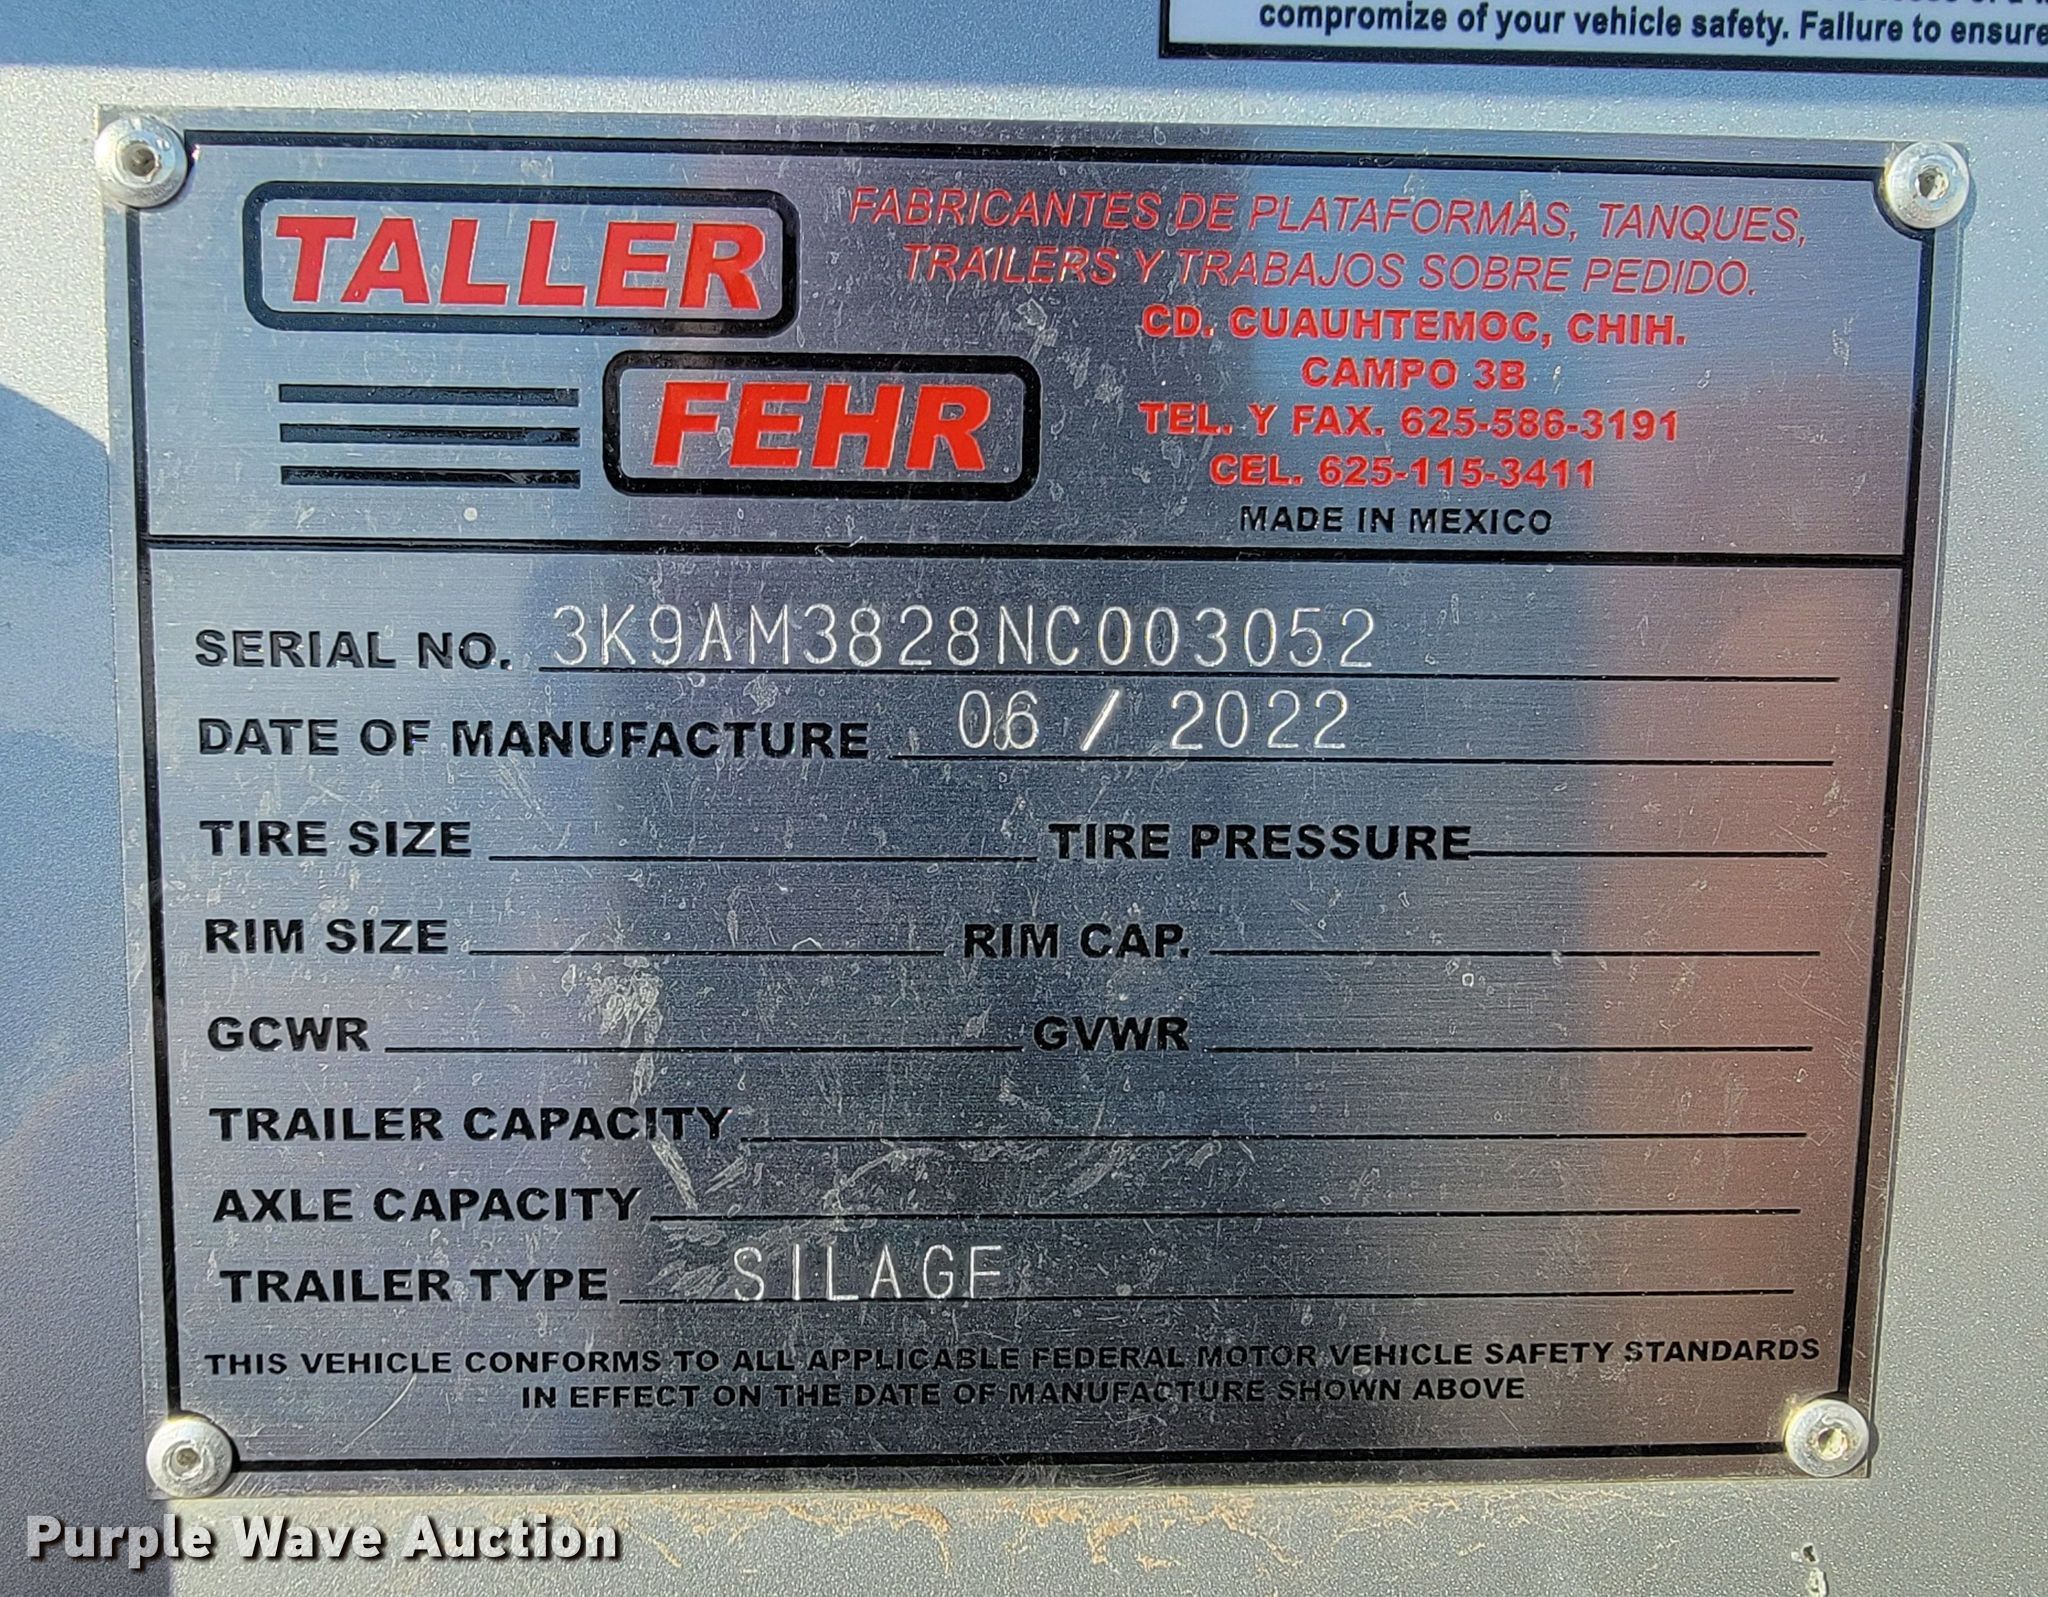 compromize of your vehicle safety. Failure to ensure
TALLER
FEHR
FABRICANTES DE PLATAFORMAS, TANQUES,
TRAILERS Y TRABAJOS SOBRE PEDIDO.
CD. CUAUHTEMOC, CHIH.
CAMPO 3B
TEL. Y FAX. 625-586-3191
CEL. 625-115-3411
MADE IN MEXICO
SERIAL NO. 3K9AM3828NC003052
DATE OF MANUFACTURE 06 / 2022
TIRE SIZE TIRE PRESSURE
RIM SIZE RIM CAP.
GCWR GVWR
TRAILER CAPACITY
AXLE CAPACITY
TRAILER TYPE SILAGE
THIS VEHICLE CONFORMS TO ALL APPLICABLE FEDERAL MOTOR VEHICLE SAFETY STANDARDS
IN EFFECT ON THE DATE OF MANUFACTURE SHOWN ABOVE
Purple Wave Auction